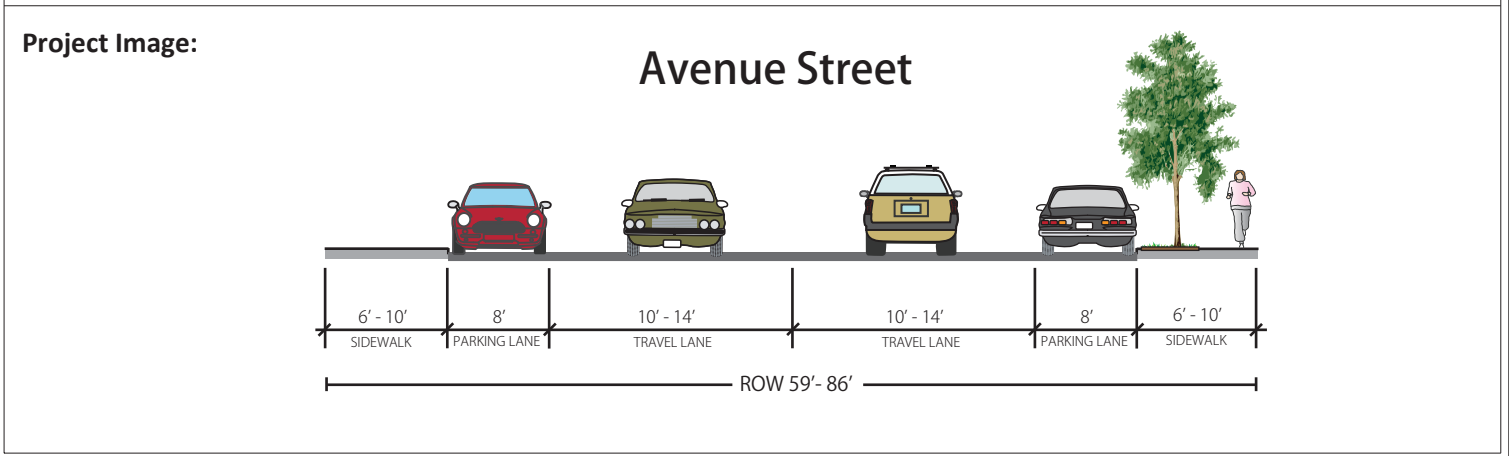 Project Image:
Avenue Street
6’ - 10’ 8’ 10’ - 14’ 10’ - 14’ 8’ 6’ - 10’
SIDEWALK PARKING LANE TRAVEL LANE TRAVEL LANE PARKING LANE SIDEWALK
ROW 59’- 86’